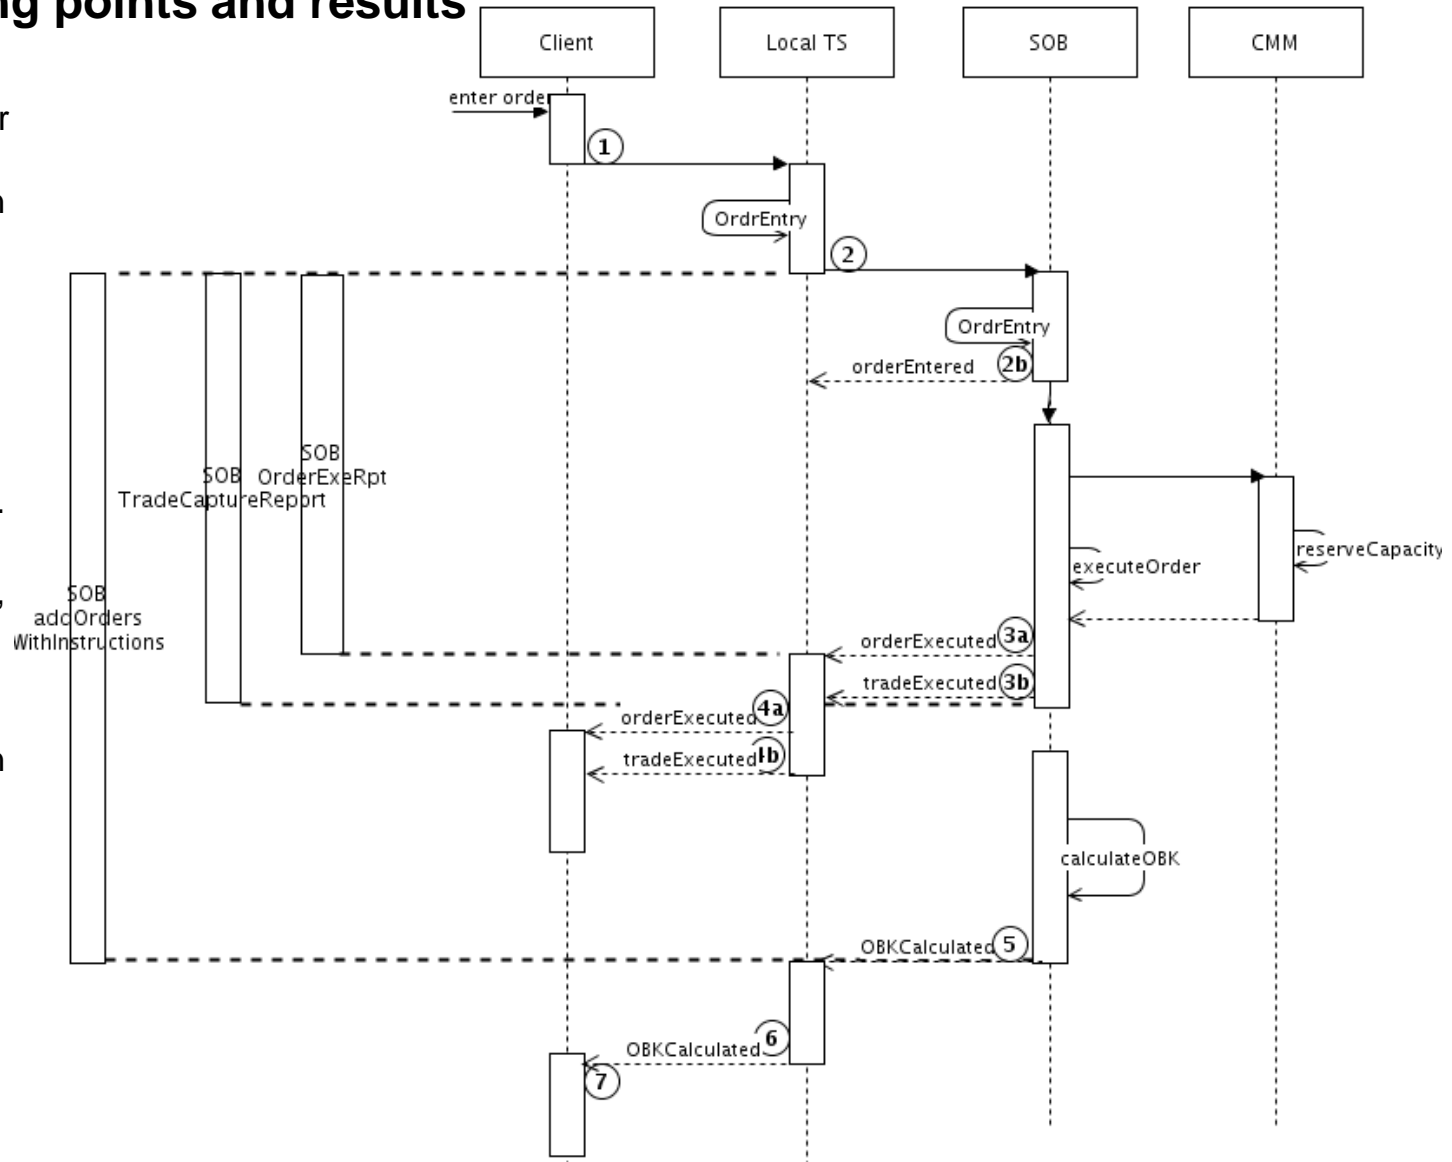 ng points and results
Client
Local TS
SOB
CMM
enter order
r
1
n
OrdrEntry
2
OrdrEntry
2b
orderEntered
SOB
OrderExeRpt
SOB
TradeCaptureReport
reserveCapacity
executeOrder
SOB
addOrders
WithInstructions
,
orderExecuted
3a
tradeExecuted
3b
4a
orderExecuted
tradeExecuted
4b
n
calculateOBK
OBKCalculated
5
6
OBKCalculated
7